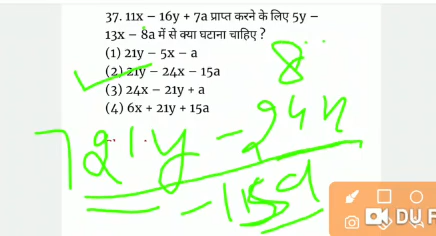 37. 11x – 16y + 7a प्राप्त करने के लिए 5y –
13x – 8a में से क्या घटाना चाहिए ?
(1) 21y – 5x – a
(2) 21y – 24x – 15a
(3) 24x – 21y + a
(4) 6x + 21y + 15a
8
7 21y - 24x
- 15a
DU F